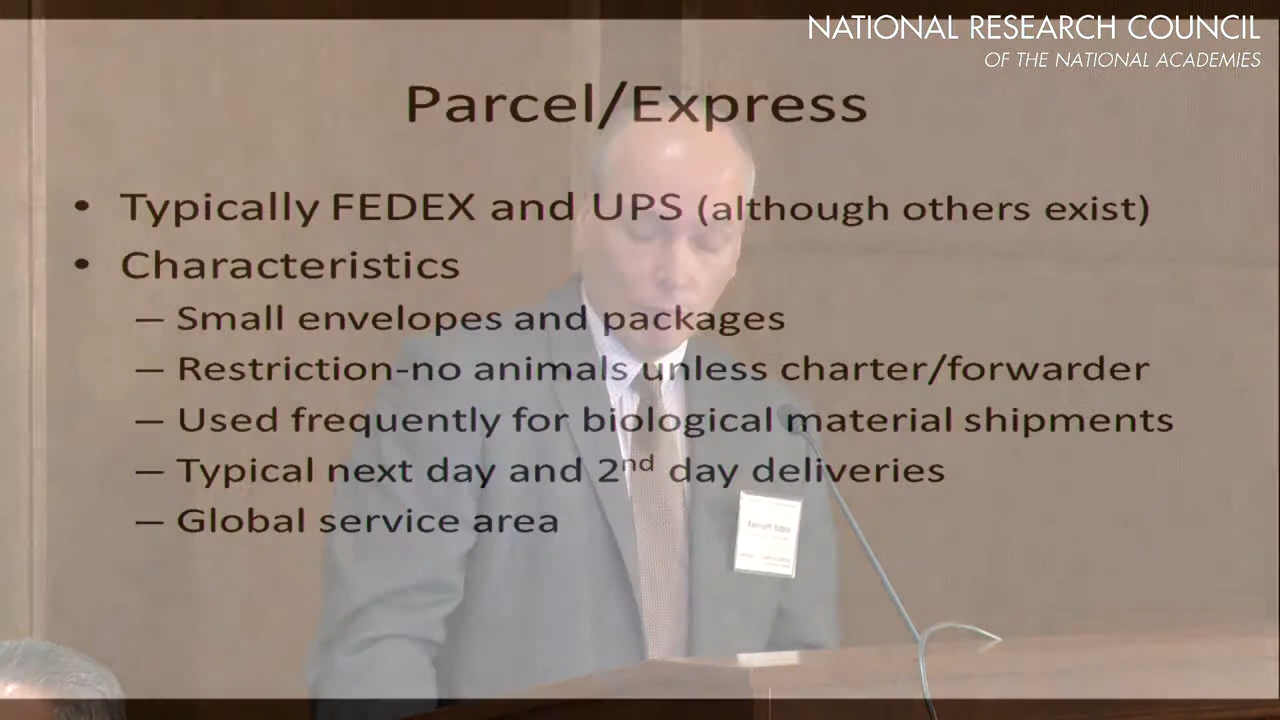 NATIONAL RESEARCH COUNCIL
OF THE NATIONAL ACADEMIES
Parcel/Express
• Typically FEDEX and UPS (although others exist)
• Characteristics
– Small envelopes and packages
– Restriction-no animals unless charter/forwarder
– Used frequently for biological material shipments
– Typical next day and 2nd day deliveries
– Global service area